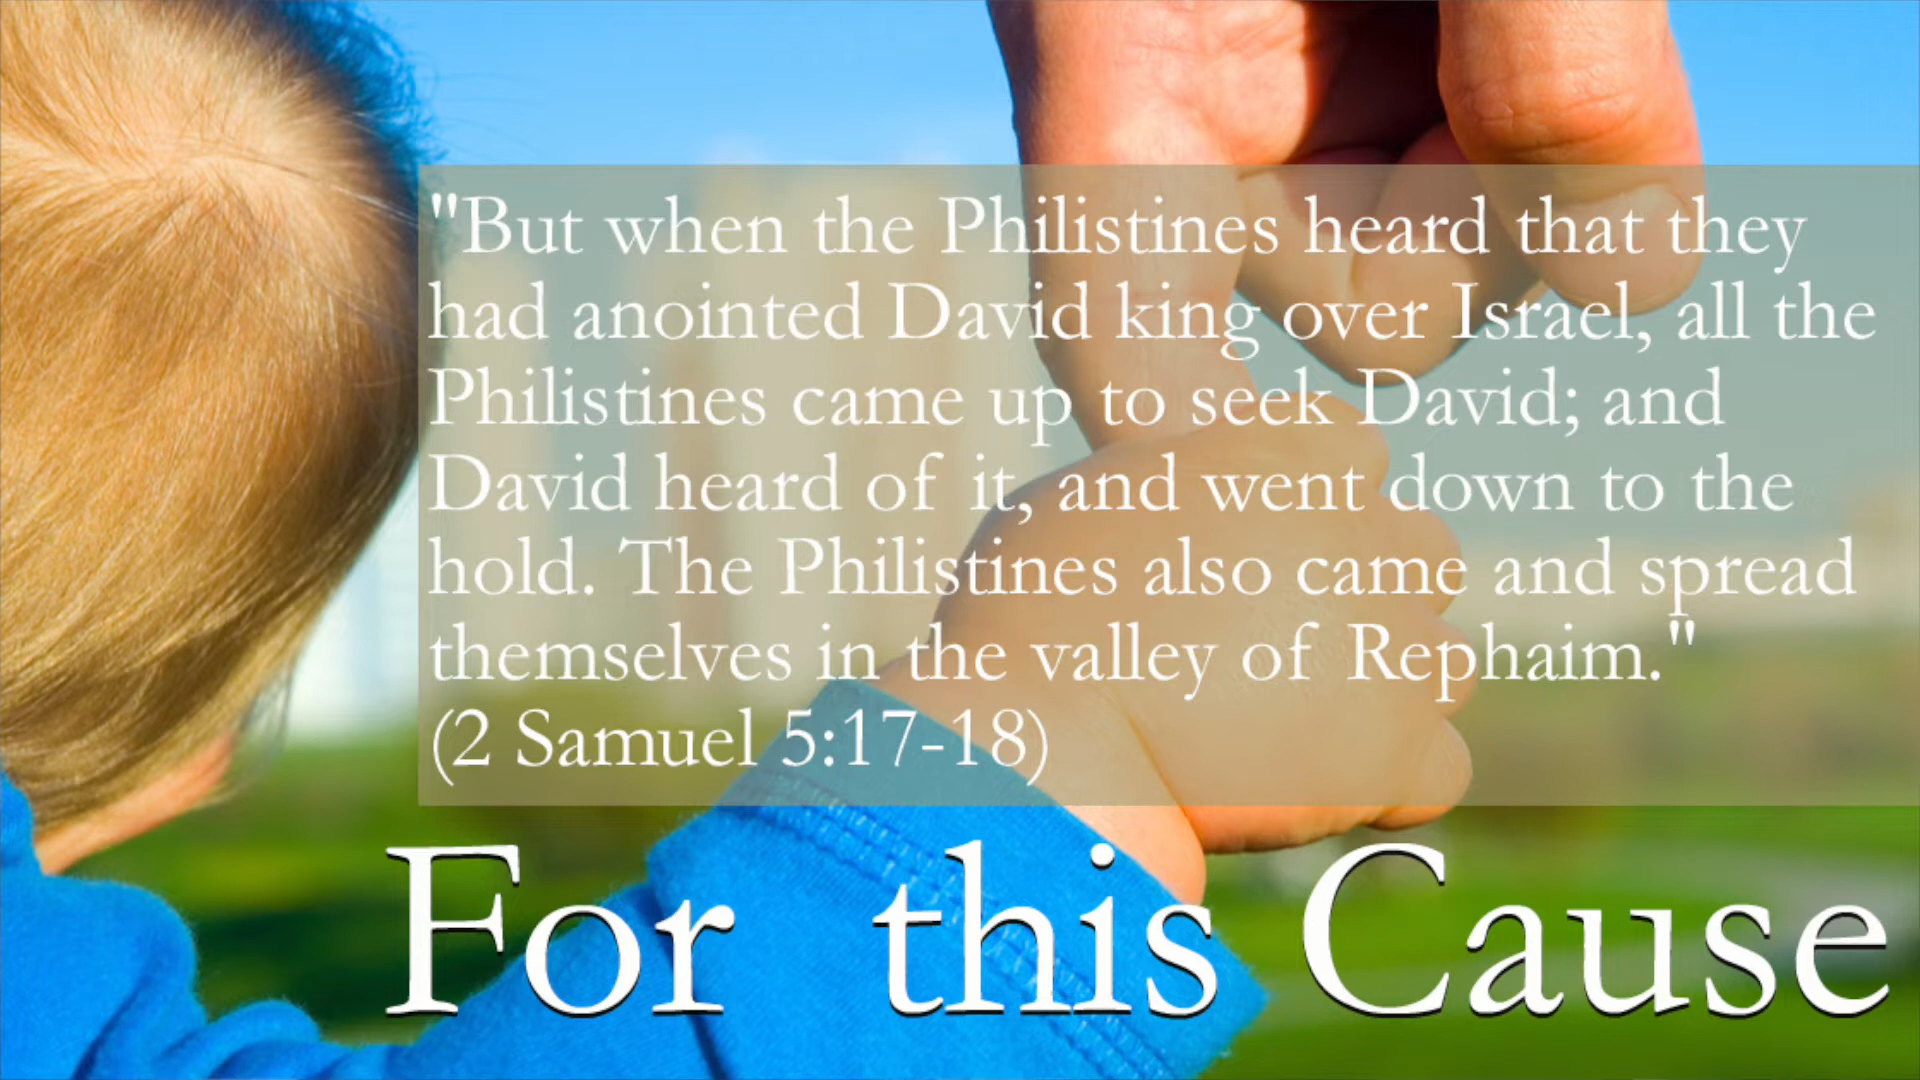 "But when the Philistines heard that they
had anointed David king over Israel, all the
Philistines came up to seek David; and
David heard of it, and went down to the
hold. The Philistines also came and spread
themselves in the valley of Rephaim."
(2 Samuel 5:17-18)
For this Cause